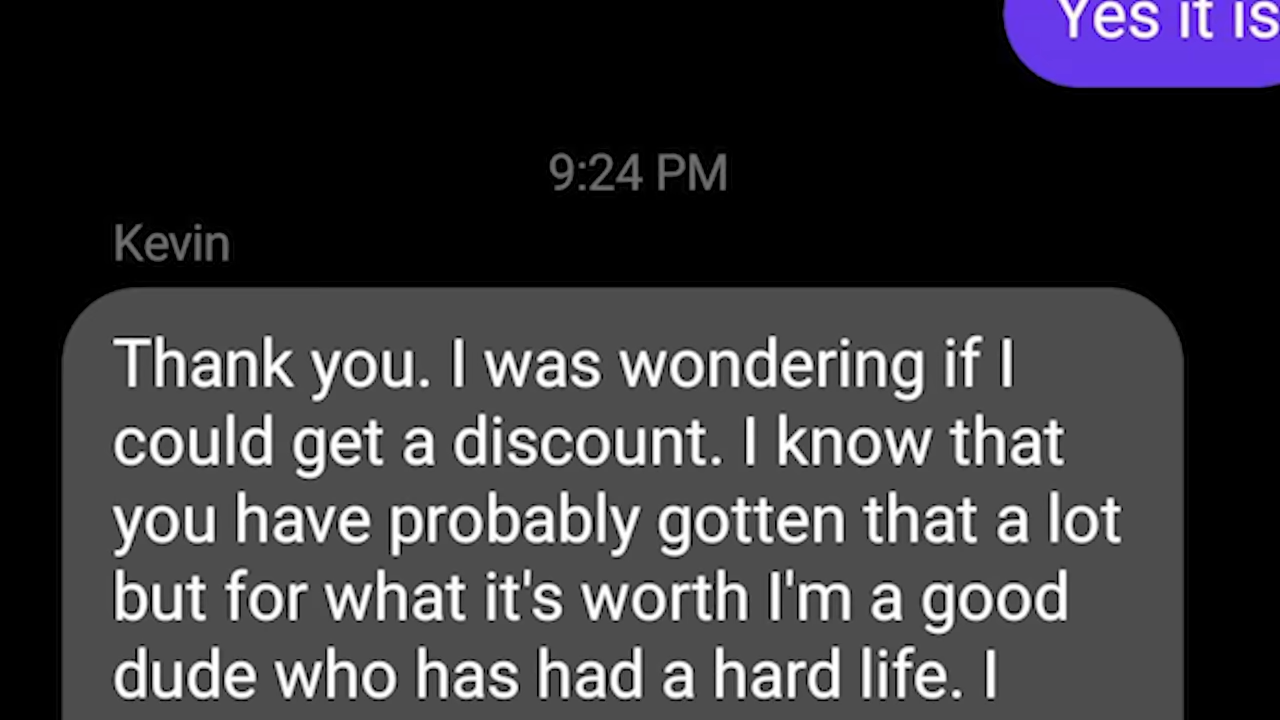 Yes it is
9:24 PM
Kevin
Thank you. I was wondering if I
could get a discount. I know that
you have probably gotten that a lot
but for what it's worth I'm a good
dude who has had a hard life. I